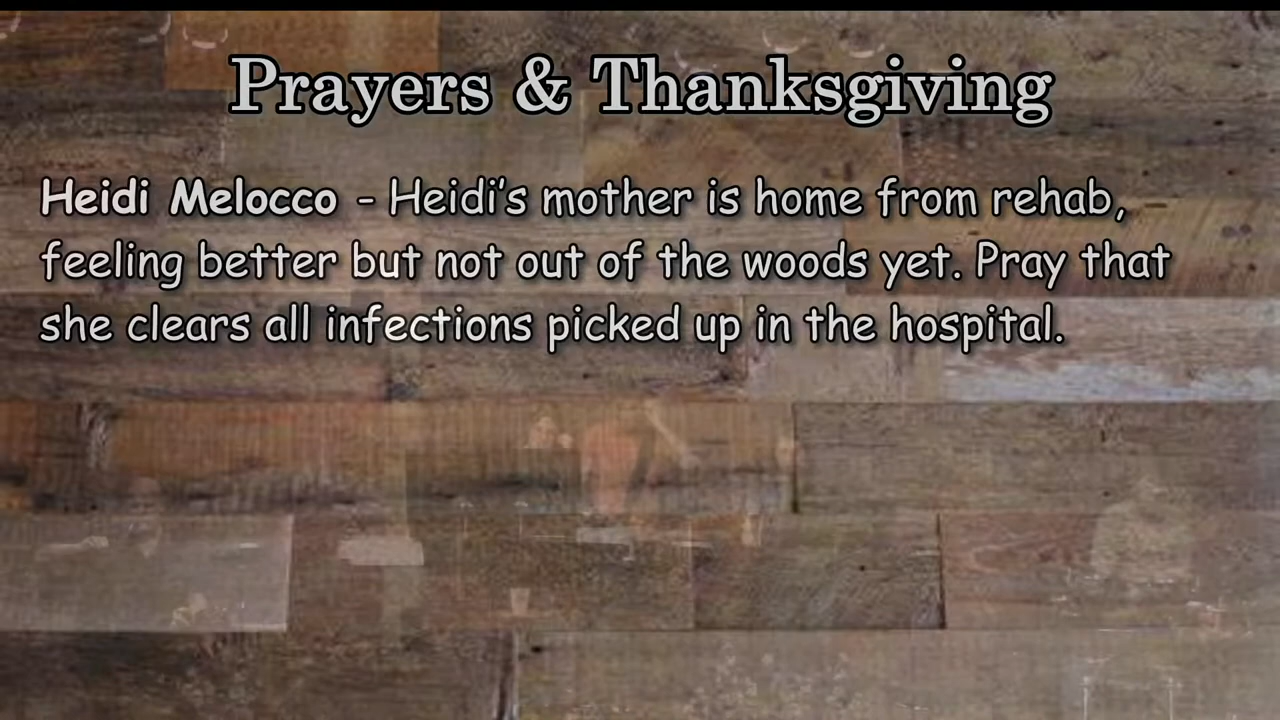 Prayers & Thanksgiving
Heidi Melocco - Heidi's mother is home from rehab,
feeling better but not out of the woods yet. Pray that
she clears all infections picked up in the hospital.